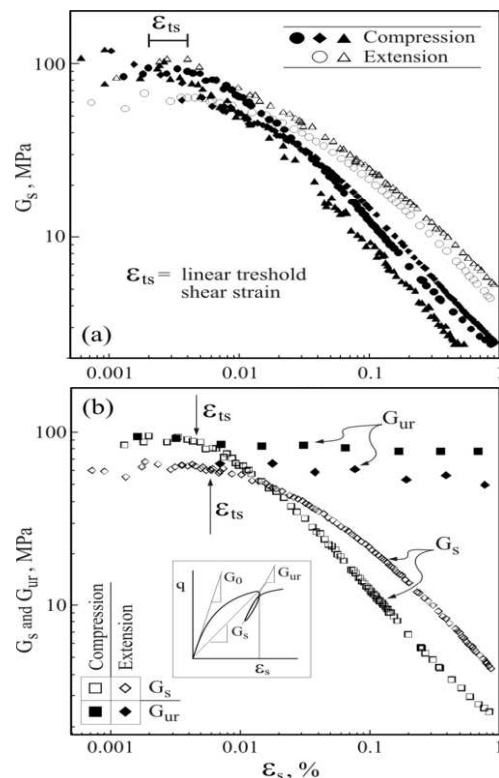 εts
Compression
Extension
100
10
Gs , MPa
εts = linear treshold
shear strain
(a)
0.001 0.01 0.1 1
(b)
Gur
εts
100
εts
Gs
10
Gs and Gur, MPa
q
G0
Gur
Gs
εs
Compression
Extension
Gs
Gur
0.001 0.01 0.1 1
εs, %